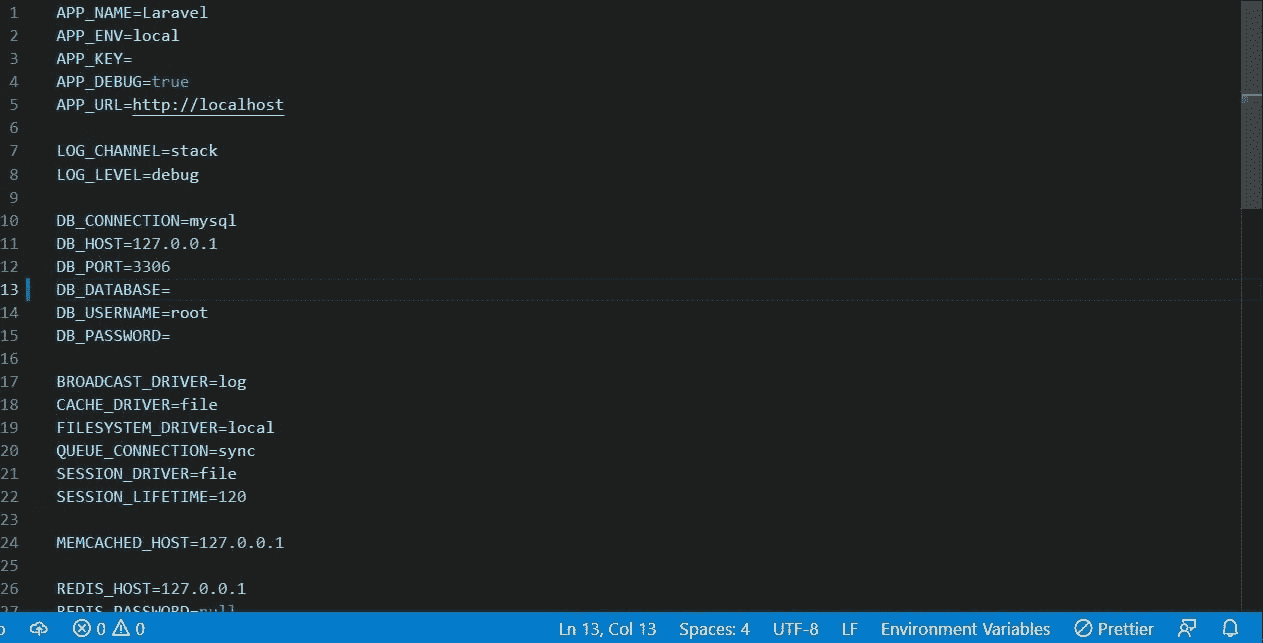 1 APP_NAME=Laravel
2 APP_ENV=local
3 APP_KEY=
4 APP_DEBUG=true
5 APP_URL=http://localhost
6
7 LOG_CHANNEL=stack
8 LOG_LEVEL=debug
9
10 DB_CONNECTION=mysql
11 DB_HOST=127.0.0.1
12 DB_PORT=3306
13 DB_DATABASE=
14 DB_USERNAME=root
15 DB_PASSWORD=
16
17 BROADCAST_DRIVER=log
18 CACHE_DRIVER=file
19 FILESYSTEM_DRIVER=local
20 QUEUE_CONNECTION=sync
21 SESSION_DRIVER=file
22 SESSION_LIFETIME=120
23
24 MEMCACHED_HOST=127.0.0.1
25
26 REDIS_HOST=127.0.0.1
27 REDIS_PASSWORD=null
0 0 Ln 13, Col 13 Spaces: 4 UTF-8 LF Environment Variables Prettier